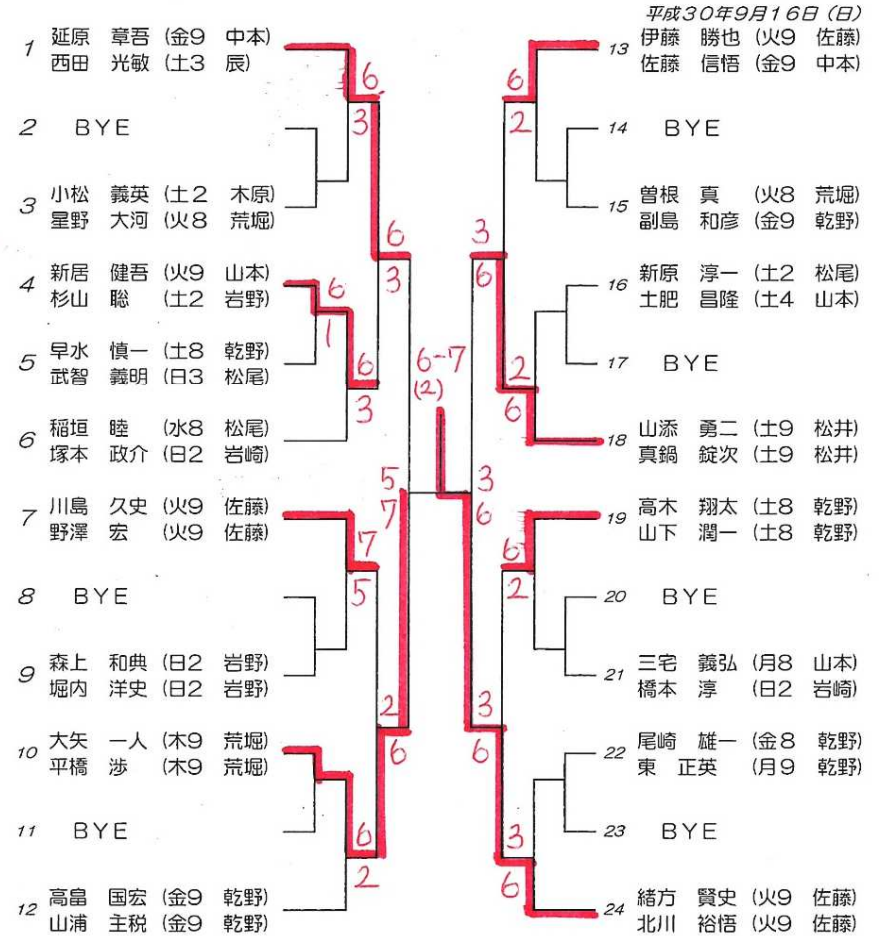 平成30年9月16日(日)
1 延原 章吾 (金9 中本)
西田 光敏 (土3 辰)
2 BYE
3 小松 義英 (土2 木原)
星野 大河 (火8 荒堀)
4 新居 健吾 (火9 山本)
杉山 聡 (土2 岩野)
5 早水 慎一 (土8 乾野)
武智 義明 (日3 松尾)
6 稲垣 睦 (水8 松尾)
塚本 政介 (日2 岩崎)
7 川島 久史 (火9 佐藤)
野澤 宏 (火9 佐藤)
8 BYE
9 森上 和典 (日2 岩野)
堀内 洋史 (日2 岩野)
10 大矢 一人 (木9 荒堀)
平橋 渉 (木9 荒堀)
11 BYE
12 高畠 国宏 (金9 乾野)
山浦 主税 (金9 乾野)
6
3
6
3
6
1
6
3
7
5
2
6
6
2
5
7
6-7
(2)
3
6
6
2
3
6
2
6
6
2
3
6
3
6
13 伊藤 勝也 (火9 佐藤)
佐藤 信悟 (金9 中本)
14 BYE
15 曽根 真 (火8 荒堀)
副島 和彦 (金9 乾野)
16 新原 淳一 (土2 松尾)
土肥 昌隆 (土4 山本)
17 BYE
18 山添 勇二 (土9 松井)
真鍋 錠次 (土9 松井)
19 高木 翔太 (土8 乾野)
山下 潤一 (土8 乾野)
20 BYE
21 三宅 義弘 (月8 山本)
橋本 淳 (日2 岩崎)
22 尾崎 雄一 (金8 乾野)
東 正英 (月9 乾野)
23 BYE
24 緒方 賢史 (火9 佐藤)
北川 裕悟 (火9 佐藤)